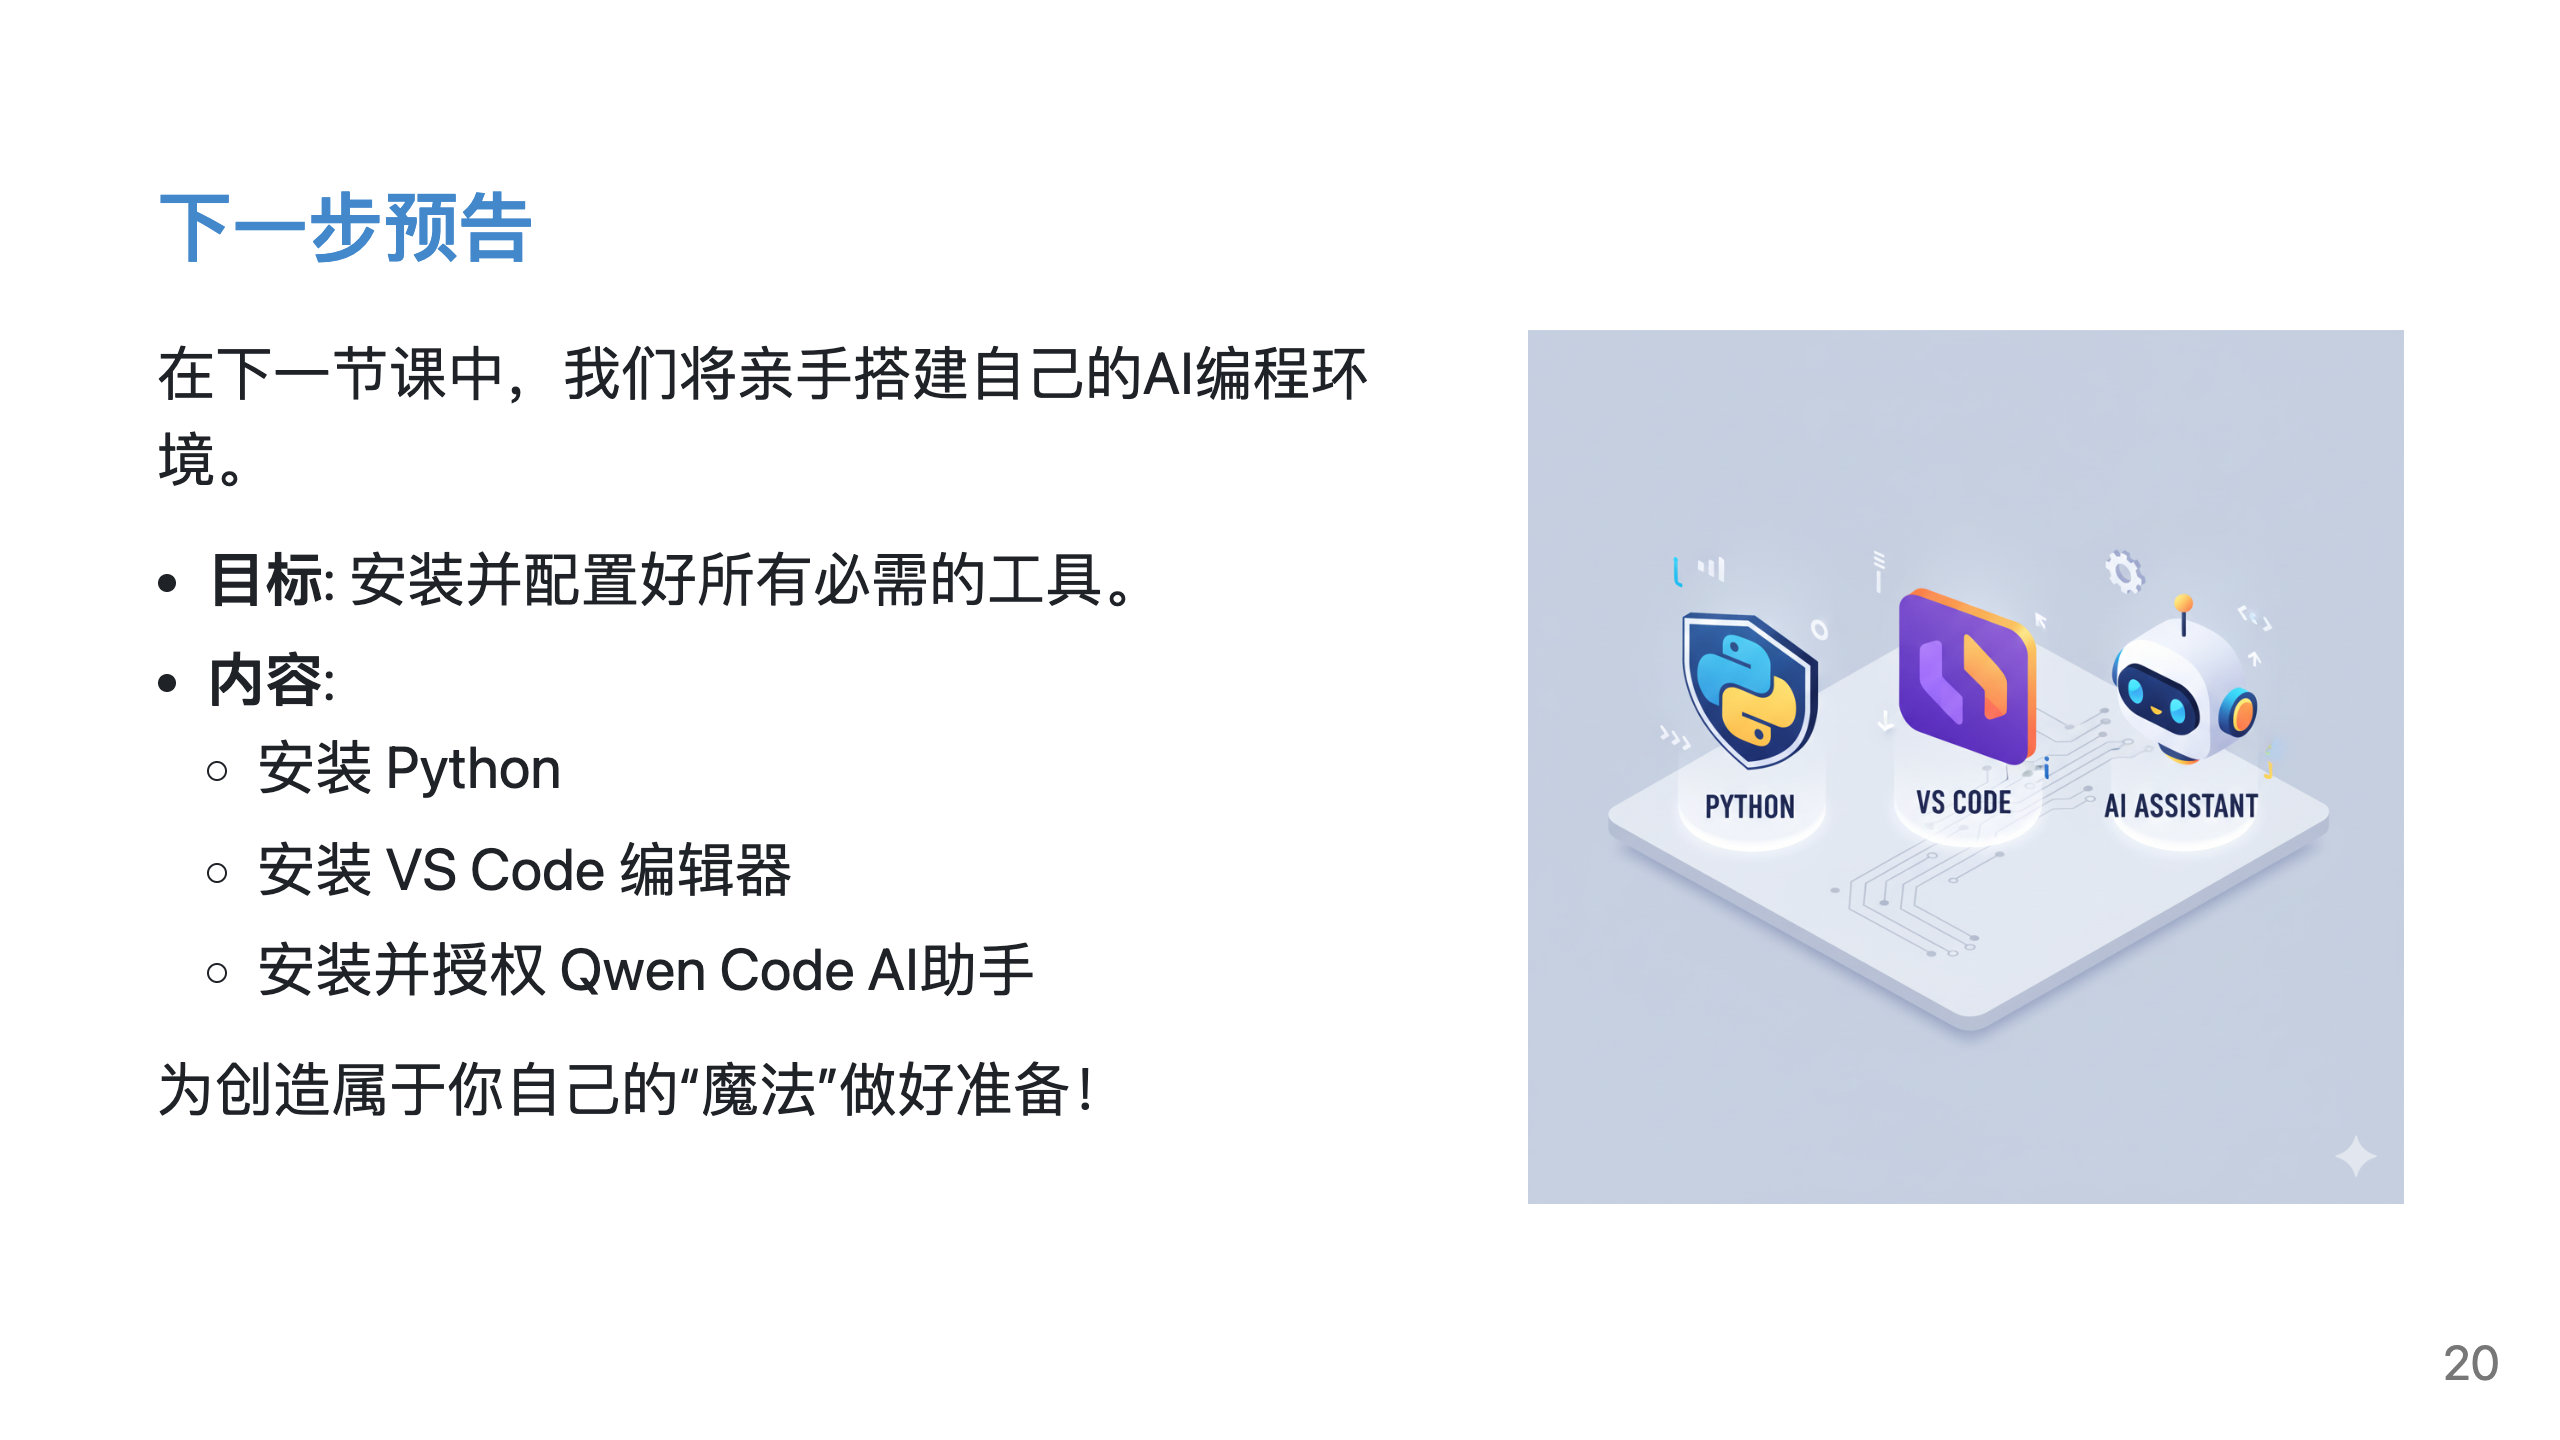 下一步预告
在下一节课中，我们将亲手搭建自己的AI编程环
境。
• 目标: 安装并配置好所有必需的工具。
• 内容:
○ 安装 Python
○ 安装 VS Code 编辑器
○ 安装并授权 Qwen Code AI助手
为创造属于你自己的“魔法”做好准备！
PYTHON
VS CODE
AI ASSISTANT
20